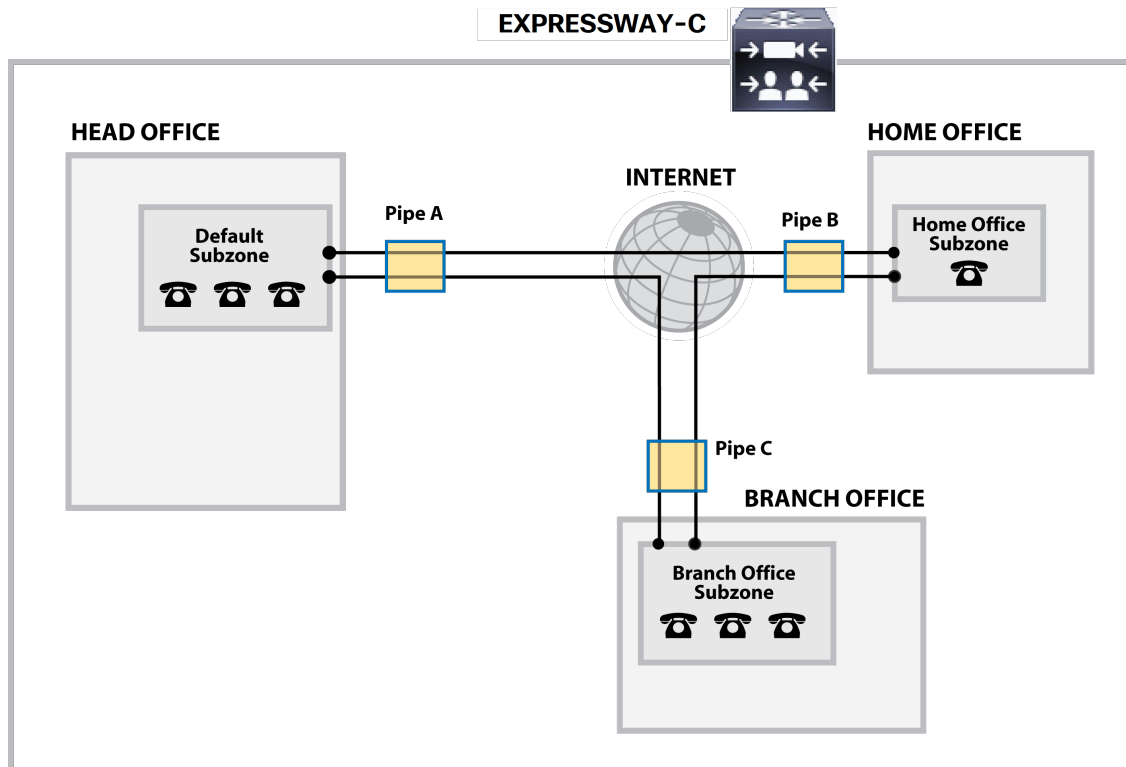 EXPRESSWAY-C
HEAD OFFICE
HOME OFFICE
INTERNET
Pipe A
Pipe B
Default
Subzone
Home Office
Subzone
Pipe C
BRANCH OFFICE
Branch Office
Subzone